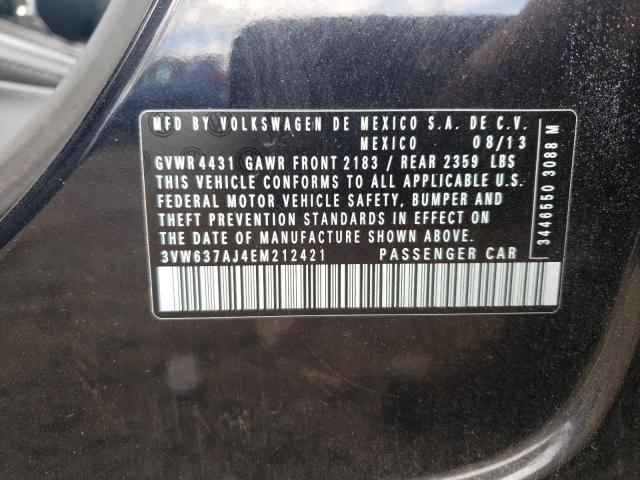 MFD BY VOLKSWAGEN DE MEXICO S.A. DE C.V.
MEXICO 08/13
GVWR 4431 GAWR FRONT 2183 / REAR 2359 LBS
THIS VEHICLE CONFORMS TO ALL APPLICABLE U.S.
FEDERAL MOTOR VEHICLE SAFETY, BUMPER AND
THEFT PREVENTION STANDARDS IN EFFECT ON
THE DATE OF MANUFACTURE SHOWN ABOVE.
3VW637AJ4EM212421 PASSENGER CAR
3446550 3088 M